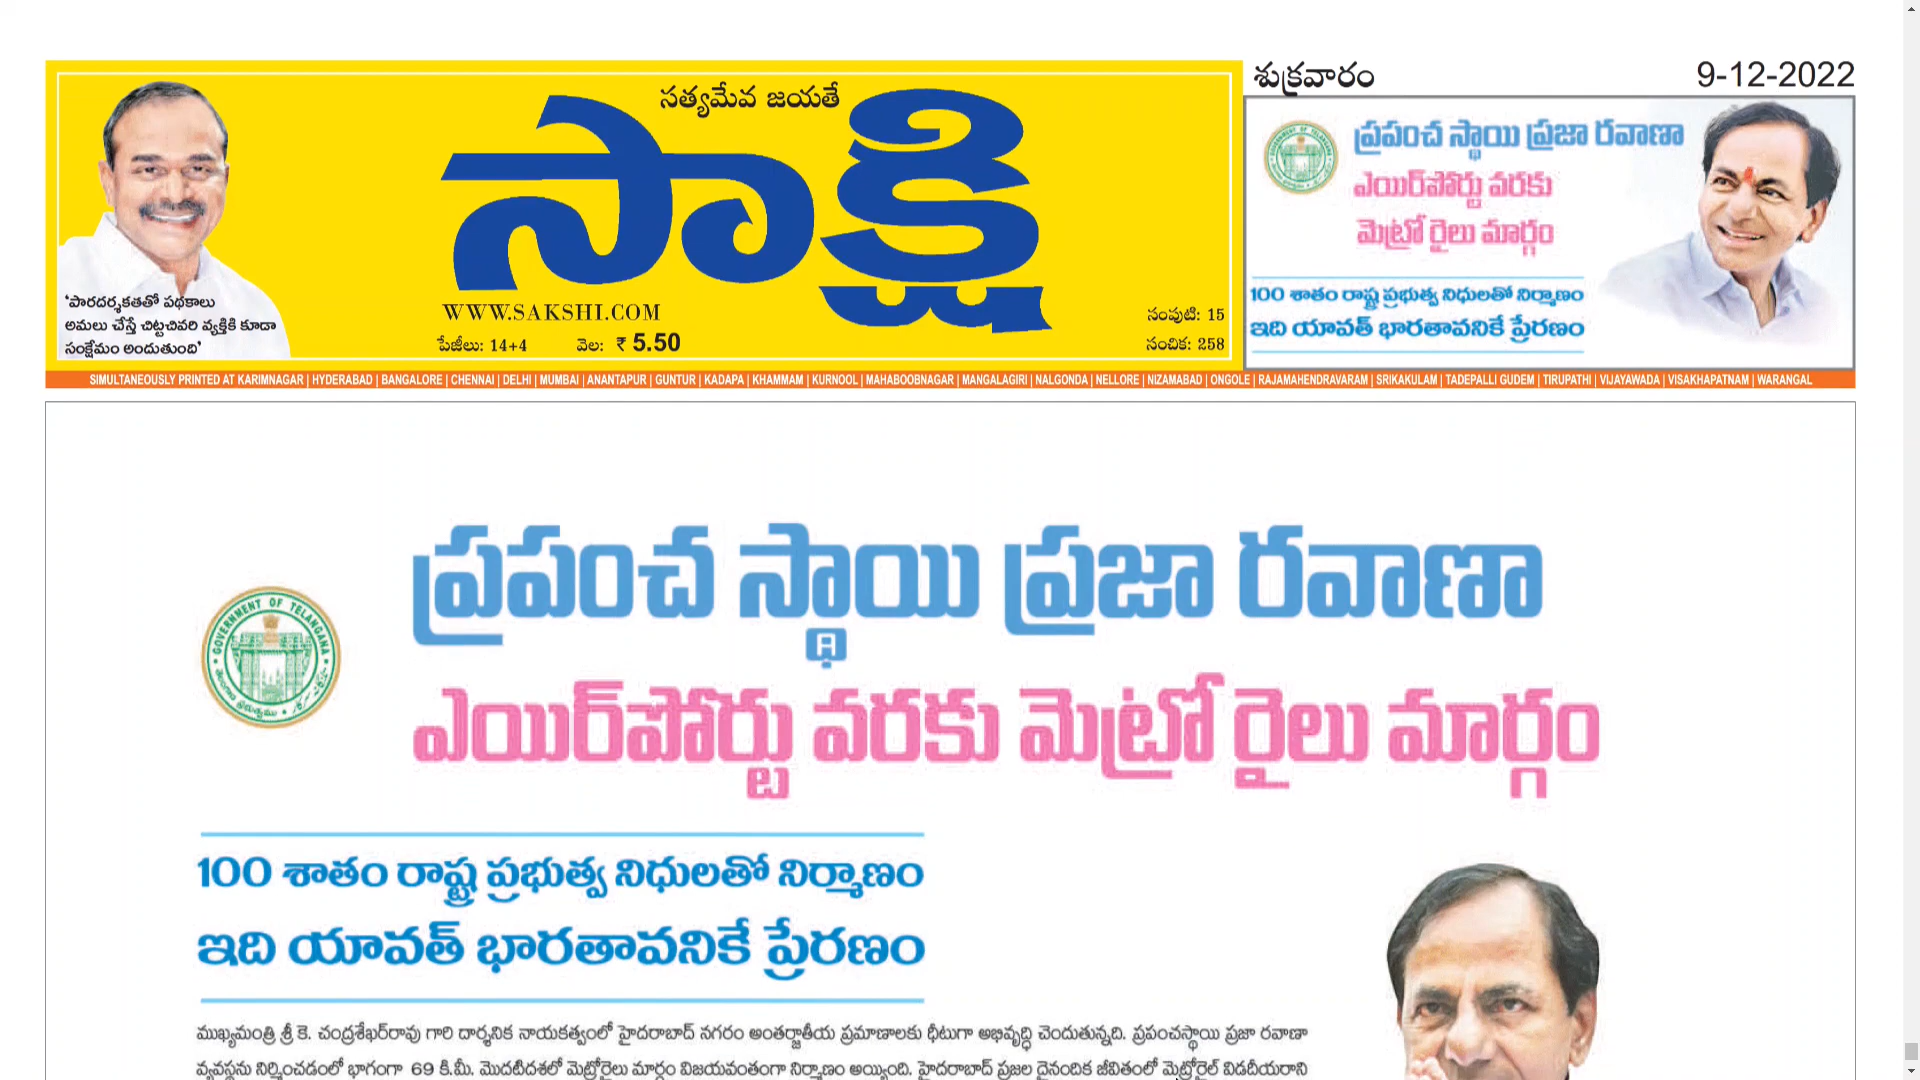 సత్యమేవ జయతే
సాక్షి
WWW.SAKSHI.COM
పేజీలు: 14+4 వెల: ₹ 5.50
సంపుటి: 15
సంచిక: 258
'పారదర్శకతతో పథకాలు
అమలు చేస్తే చిట్టచివరి వ్యక్తికి కూడా
సంక్షేమం అందుతుంది'
శుక్రవారం 9-12-2022
ప్రపంచ స్థాయి ప్రజా రవాణా
ఎయిర్‌పోర్టు వరకు
మెట్రో రైలు మార్గం
100 శాతం రాష్ట్ర ప్రభుత్వ నిధులతో నిర్మాణం
ఇది యావత్ భారతావనికే ప్రేరణం
SIMULTANEOUSLY PRINTED AT KARIMNAGAR | HYDERABAD | BANGALORE | CHENNAI | DELHI | MUMBAI | ANANTAPUR | GUNTUR | KADAPA | KHAMMAM | KURNOOL | MAHABOOBNAGAR | MANGALAGIRI | NALGONDA | NELLORE | NIZAMABAD | ONGOLE | RAJAMAHENDRAVARAM | SRIKAKULAM | TADEPALLI GUDEM | TIRUPATHI | VIJAYAWADA | VISAKHAPATNAM | WARANGAL
ప్రపంచ స్థాయి ప్రజా రవాణా
GOVERNMENT OF TELANGANA
ఎయిర్‌పోర్టు వరకు మెట్రో రైలు మార్గం
100 శాతం రాష్ట్ర ప్రభుత్వ నిధులతో నిర్మాణం
ఇది యావత్ భారతావనికే ప్రేరణం
ముఖ్యమంత్రి శ్రీ కె. చంద్రశేఖర్‌రావు గారి దార్శనిక నాయకత్వంలో హైదరాబాద్ నగరం అంతర్జాతీయ ప్రమాణాలకు ధీటుగా అభివృద్ధి చెందుతున్నది. ప్రపంచస్థాయి ప్రజా రవాణా
వ్యవస్థను నిర్మించడంలో భాగంగా 69 కి.మీ. మొదటిదశలో మెట్రోరైలు మార్గం విజయవంతంగా నిర్మాణం అయ్యింది. హైదరాబాద్ ప్రజల దైనందిక జీవితంలో మెట్రోరైల్ విడదీయరాని